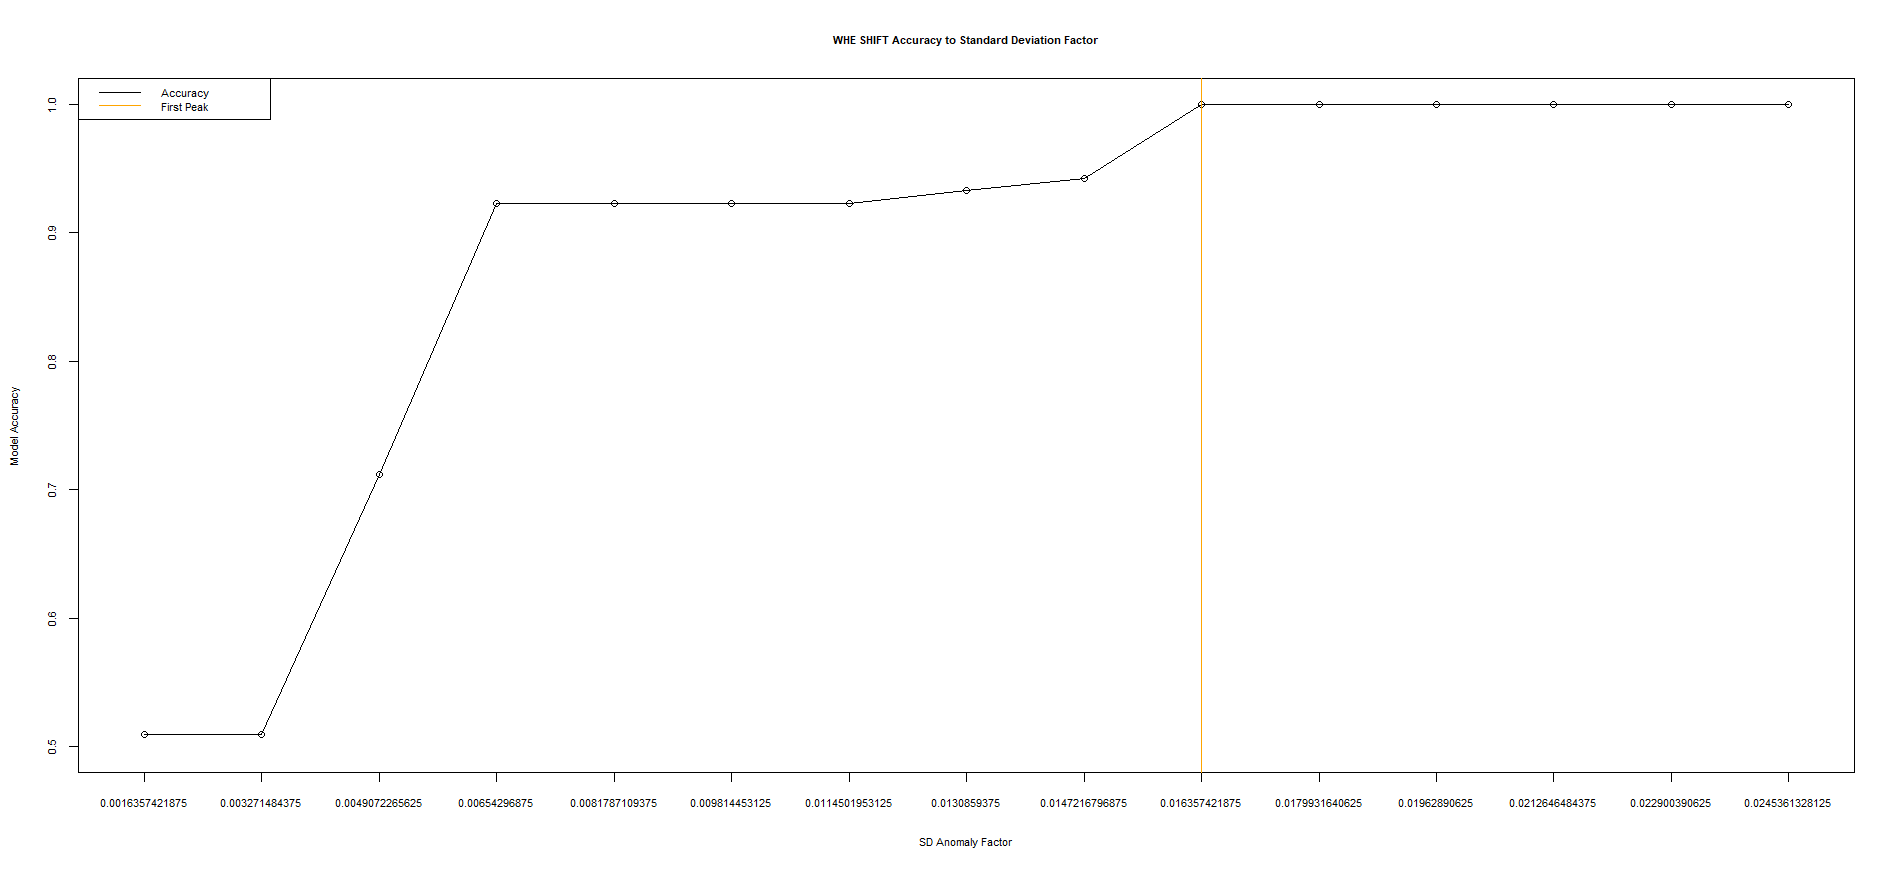 WHE SHIFT Accuracy to Standard Deviation Factor
Accuracy
First Peak
1.0
0.9
0.8
0.7
0.6
0.5
Model Accuracy
0.0016357421875 0.003271484375 0.0049072265625 0.00654296875 0.0081787109375 0.009814453125 0.0114501953125 0.0130859375 0.0147216796875 0.016357421875 0.0179931640625 0.01962890625 0.0212646484375 0.022900390625 0.0245361328125
SD Anomaly Factor